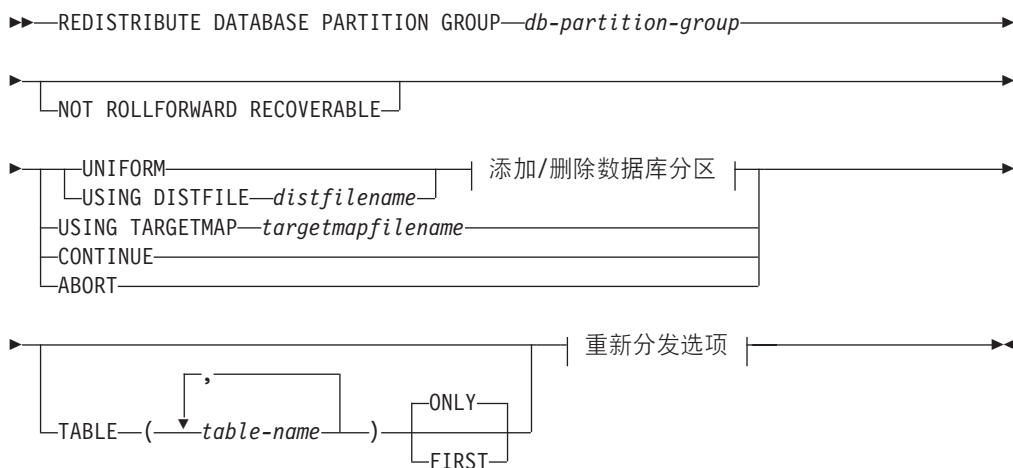 REDISTRIBUTE DATABASE PARTITION GROUP db-partition-group
NOT ROLLFORWARD RECOVERABLE
UNIFORM 添加/删除数据库分区
USING DISTFILE distfilename
USING TARGETMAP targetmapfilename
CONTINUE
ABORT
重新分发选项
,
ONLY
TABLE ( table-name )
FIRST